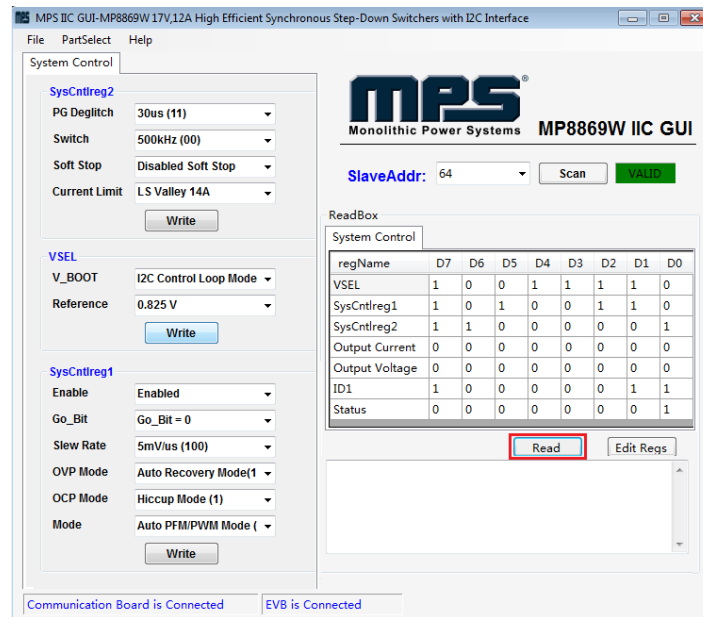 MPS IIC GUI-MP8869W 17V,12A High Efficient Synchronous Step-Down Switchers with I2C Interface
File PartSelect Help
System Control
SysCntlreg2
PG Deglitch 30us (11)
Switch 500kHz (00)
Soft Stop Disabled Soft Stop
Current Limit LS Valley 14A
Write
VSEL
V_BOOT I2C Control Loop Mode
Reference 0.825 V
Write
SysCntlreg1
Enable Enabled
Go_Bit Go_Bit = 0
Slew Rate 5mV/us (100)
OVP Mode Auto Recovery Mode(1
OCP Mode Hiccup Mode (1)
Mode Auto PFM/PWM Mode (
Write
mps®
Monolithic Power Systems MP8869W IIC GUI
SlaveAddr: 64 Scan VALID
ReadBox
System Control
regName D7 D6 D5 D4 D3 D2 D1 D0
VSEL 1 0 0 1 1 1 1 0
SysCntlreg1 1 0 1 0 0 1 1 0
SysCntlreg2 1 1 0 0 0 0 0 1
Output Current 0 0 0 0 0 0 0 0
Output Voltage 0 0 0 0 0 0 0 0
ID1 1 0 0 0 0 0 1 1
Status 0 0 0 0 0 0 0 1
Read Edit Regs
Communication Board is Connected EVB is Connected